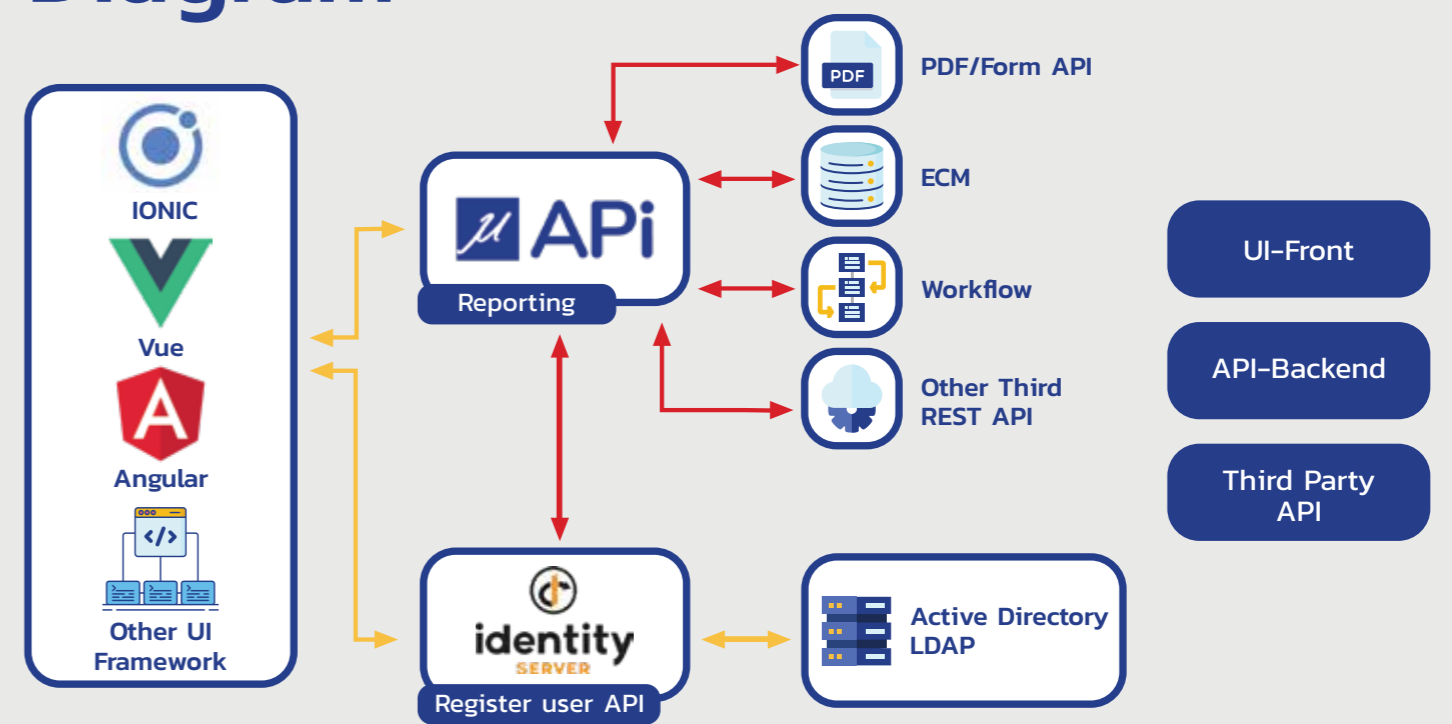 Diagram
IONIC
Vue
Angular
</>
Other UI
Framework
µ APi
Reporting
identity
SERVER
Register user API
PDF
PDF/Form API
ECM
Workflow
Other Third
REST API
Active Directory
LDAP
UI-Front
API-Backend
Third Party
API